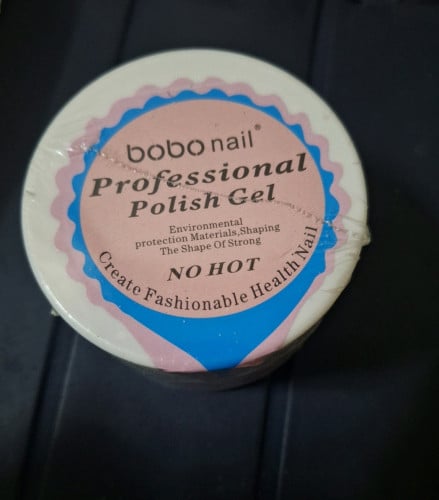 bobo nail®
Professional
Polish Gel
Environmental
protection Materials,Shaping
The Shape Of Strong
NO HOT
Create Fashionable Health Nail